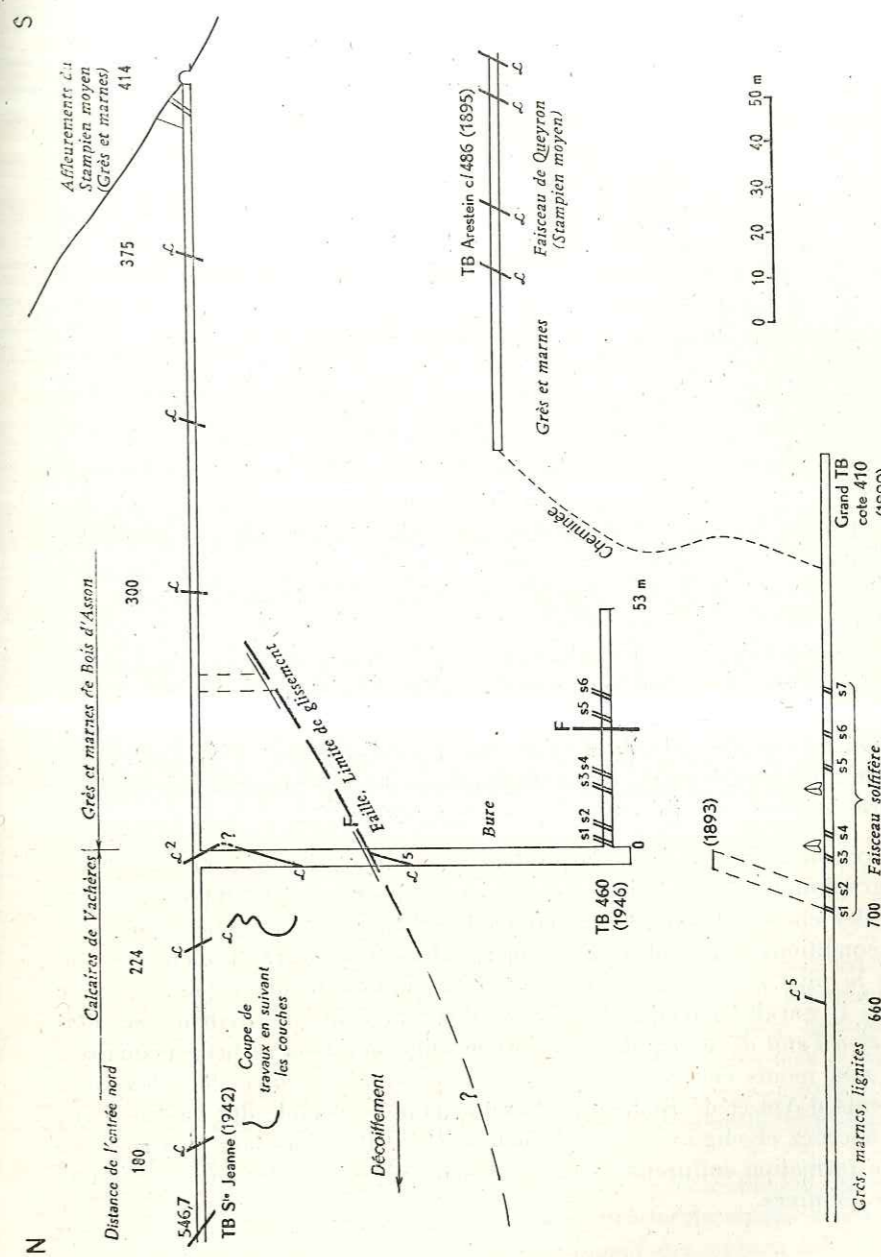 N
S
Distance de l'entrée nord
Calcaires de Vachères
Grès et marnes de Bois d'Asson
Affleurements du
Stampien moyen
(Grès et marnes)
180
224
300
375
414
546,7
TB Ste Jeanne (1942)
L
L
L2
L
L
L
?
Coupe de
travaux en suivant
les couches
L
L
Faille, Limite de glissement
F
L5
Décoiffement
?
Bure
TB 460
(1946)
0
s1 s2
s3 s4
F
s5 s6
53 m
TB Arestein c/486 (1895)
L
L
L
L
Faisceau de Queyron
(Stampien moyen)
Grès et marnes
Cheminée
0 10 20 30 40 50 m
(1893)
L5
s1 s2
s3 s4
s5
s6
s7
Grand TB
cote 410
Grès, marnes, lignites
660
700
Faisceau solfifère